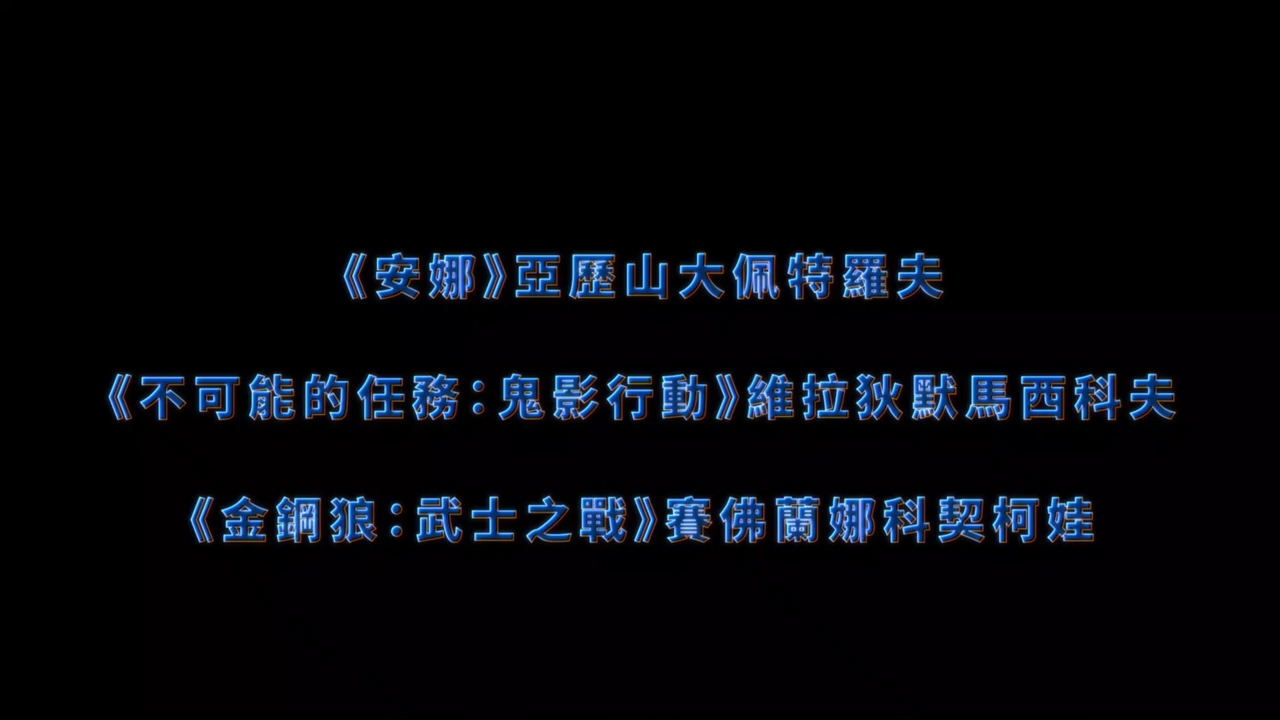 《安娜》亞歷山大佩特羅夫
《不可能的任務：鬼影行動》維拉狄默馬西科夫
《金鋼狼：武士之戰》賽佛蘭娜科契柯娃